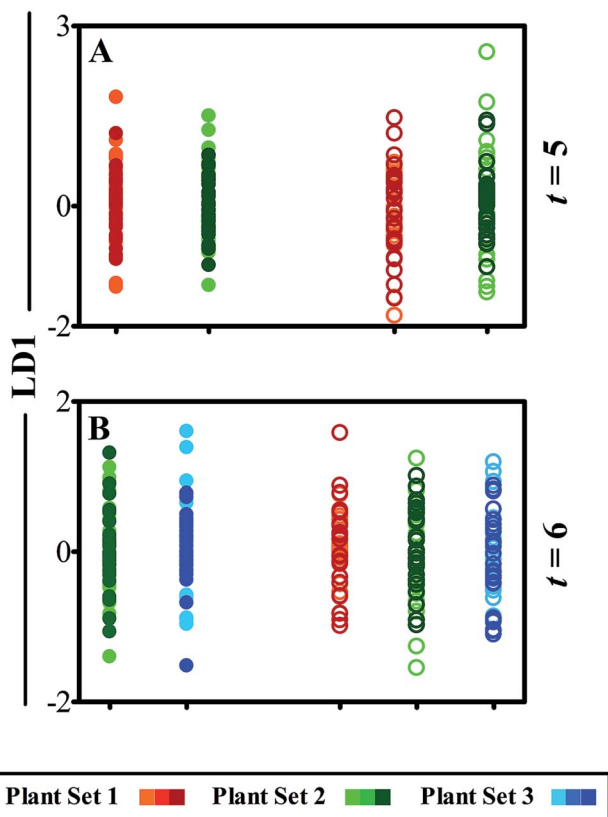 3
A
0
-2
t = 5
LD1
2
B
0
-2
t = 6
Plant Set 1 Plant Set 2 Plant Set 3